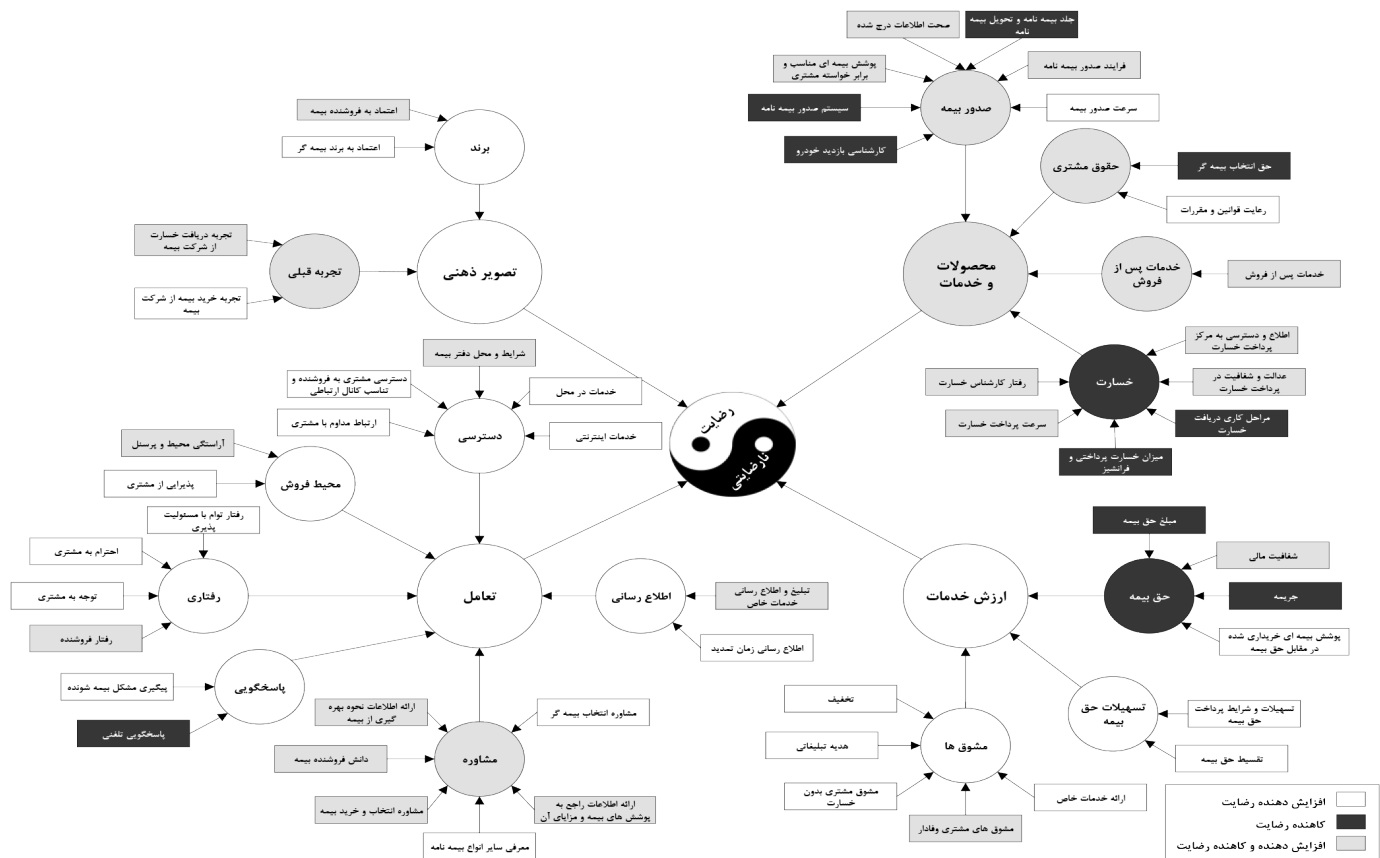 صحت اطلاعات درج شده
جلد بیمه نامه و تحویل بیمه
نامه
پوشش بیمه ای مناسب و
برابر خواسته مشتری
فرایند صدور بیمه نامه
سیستم صدور بیمه نامه
صدور بیمه
سرعت صدور بیمه
کارشناسی بازدید خودرو
حقوق مشتری
حق انتخاب بیمه گر
رعایت قوانین و مقررات
محصولات
و خدمات
خدمات پس از
فروش
خدمات پس از فروش
خسارت
اطلاع و دسترسی به مرکز
پرداخت خسارت
عدالت و شفافیت در
پرداخت خسارت
مراحل کاری دریافت
خسارت
میزان خسارت پرداختی و
فرانشیز
رفتار کارشناس خسارت
سرعت پرداخت خسارت
اعتماد به فروشنده بیمه
اعتماد به برند بیمه گر
برند
تجربه دریافت خسارت
از شرکت بیمه
تجربه خرید بیمه از شرکت
بیمه
تجربه قبلی
تصویر ذهنی
شرایط و محل دفتر بیمه
دسترسی مشتری به فروشنده و
تناسب کانال ارتباطی
خدمات در محل
ارتباط مداوم با مشتری
دسترسی
خدمات اینترنتی
رضایت
نارضایتی
آراستگی محیط و پرسنل
پذیرایی از مشتری
محیط فروش
رفتار توام با مسئولیت
پذیری
احترام به مشتری
توجه به مشتری
رفتار فروشنده
رفتاری
تعامل
اطلاع رسانی
تبلیغ و اطلاع رسانی
خدمات خاص
اطلاع رسانی زمان تمدید
پاسخگویی
پیگیری مشکل بیمه شونده
پاسخگویی تلفنی
ارائه اطلاعات نحوه بهره
گیری از بیمه
مشاوره انتخاب بیمه گر
دانش فروشنده بیمه
مشاوره
مشاوره انتخاب و خرید بیمه
ارائه اطلاعات راجع به
پوشش های بیمه و مزایای آن
معرفی سایر انواع بیمه نامه
ارزش خدمات
مبلغ حق بیمه
شفافیت مالی
حق بیمه
جریمه
پوشش بیمه ای خریداری شده
در مقابل حق بیمه
تسهیلات حق
بیمه
تسهیلات و شرایط پرداخت
حق بیمه
تقسیط حق بیمه
تخفیف
هدیه تبلیغاتی
مشوق ها
مشوق مشتری بدون
خسارت
مشوق های مشتری وفادار
ارائه خدمات خاص
افزایش دهنده رضایت
کاهنده رضایت
افزایش دهنده و کاهنده رضایت